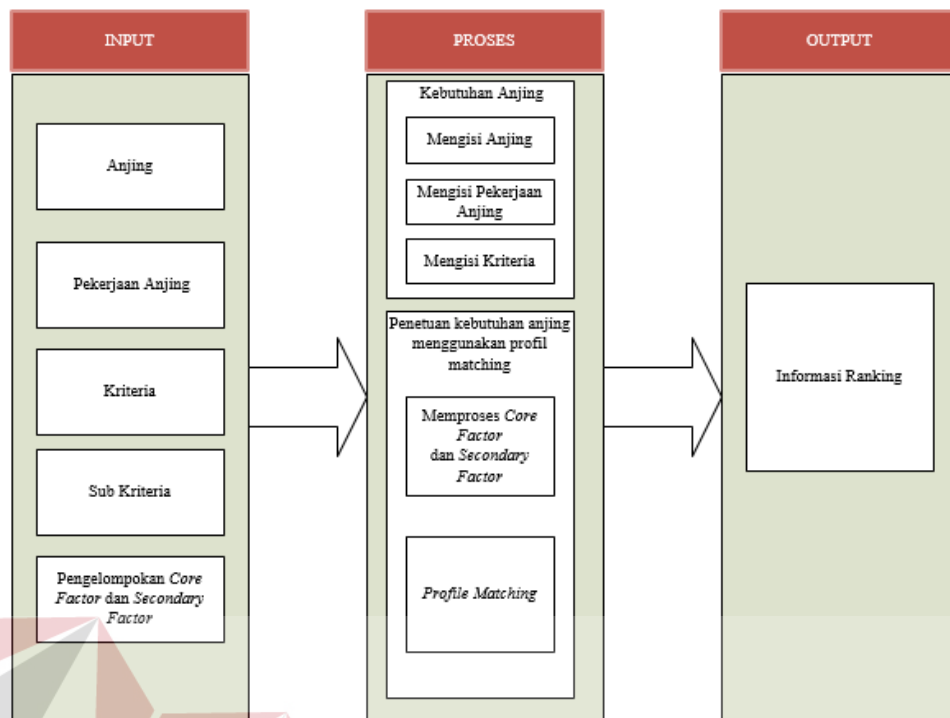 INPUT
Anjing
Pekerjaan Anjing
Kriteria
Sub Kriteria
Pengelompokan Core
Factor dan Secondary
Factor
PROSES
Kebutuhan Anjing
Mengisi Anjing
Mengisi Pekerjaan
Anjing
Mengisi Kriteria
Penetuan kebutuhan anjing
menggunakan profil
matching
Memproses Core
Factor
dan Secondary
Factor
Profile Matching
OUTPUT
Informasi Ranking